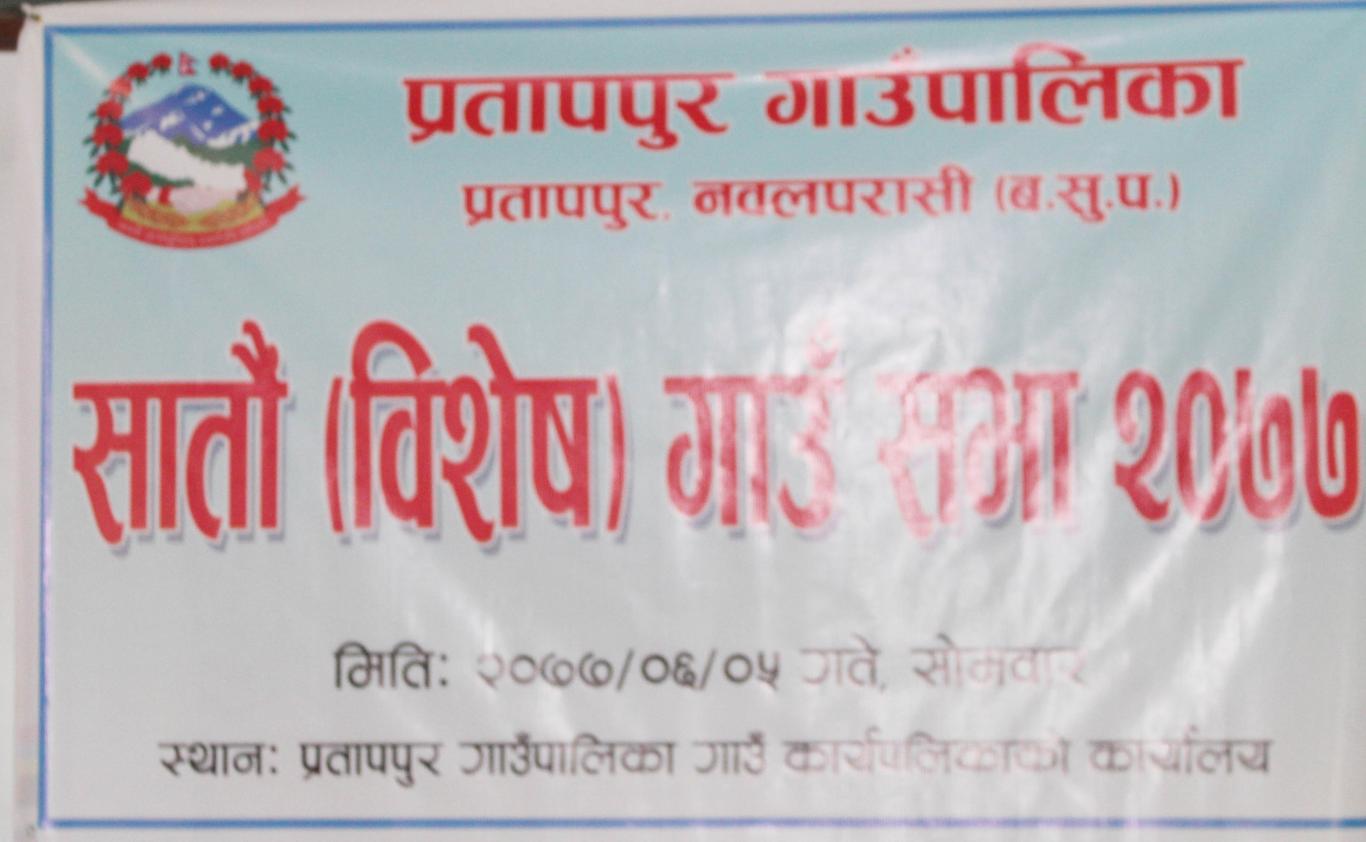 प्रतापपुर गाउँपालिका
प्रतापपुर, नवलपरासी (ब.सु.प.)
सातौं (विशेष) गाउँ सभा २०७७
मिति: २०७७/०६/०५ गते, सोमवार
स्थान: प्रतापपुर गाउँपालिका गाउँ कार्यपालिकाको कार्यालय